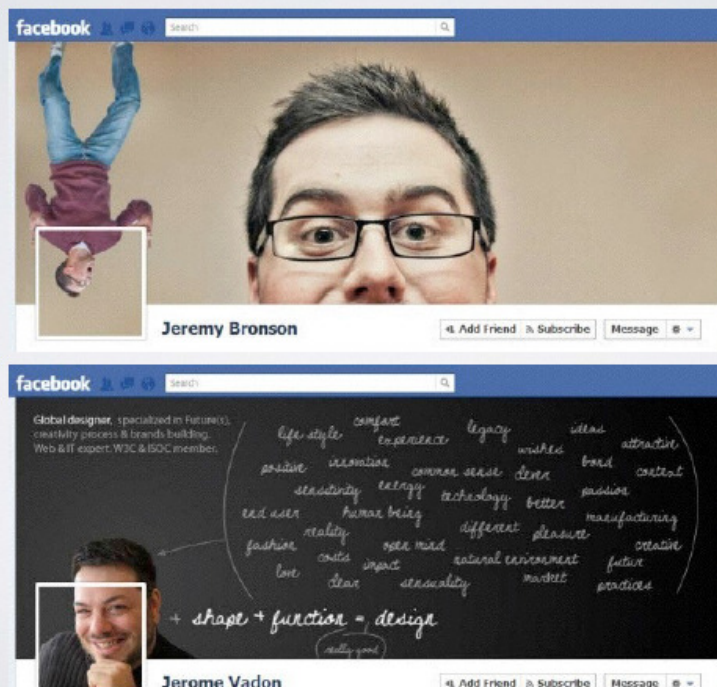 facebook Search
Jeremy Bronson Add Friend Subscribe Message
facebook Search
Global designer, specialized in Future(s),
creativity process & brands building.
Web & IT expert. W3C & ISOC member.
life style comfort experience legacy wishes ideas attractive
positive innovation common sense clever bond context
sensitivity energy technology better passion
end user human being different pleasure manufacturing
fashion reality open mind natural environment creative
love costs impact market future
clear sensuality practices
+ shape + function = design
really good
Jerome Vadon Add Friend Subscribe Message